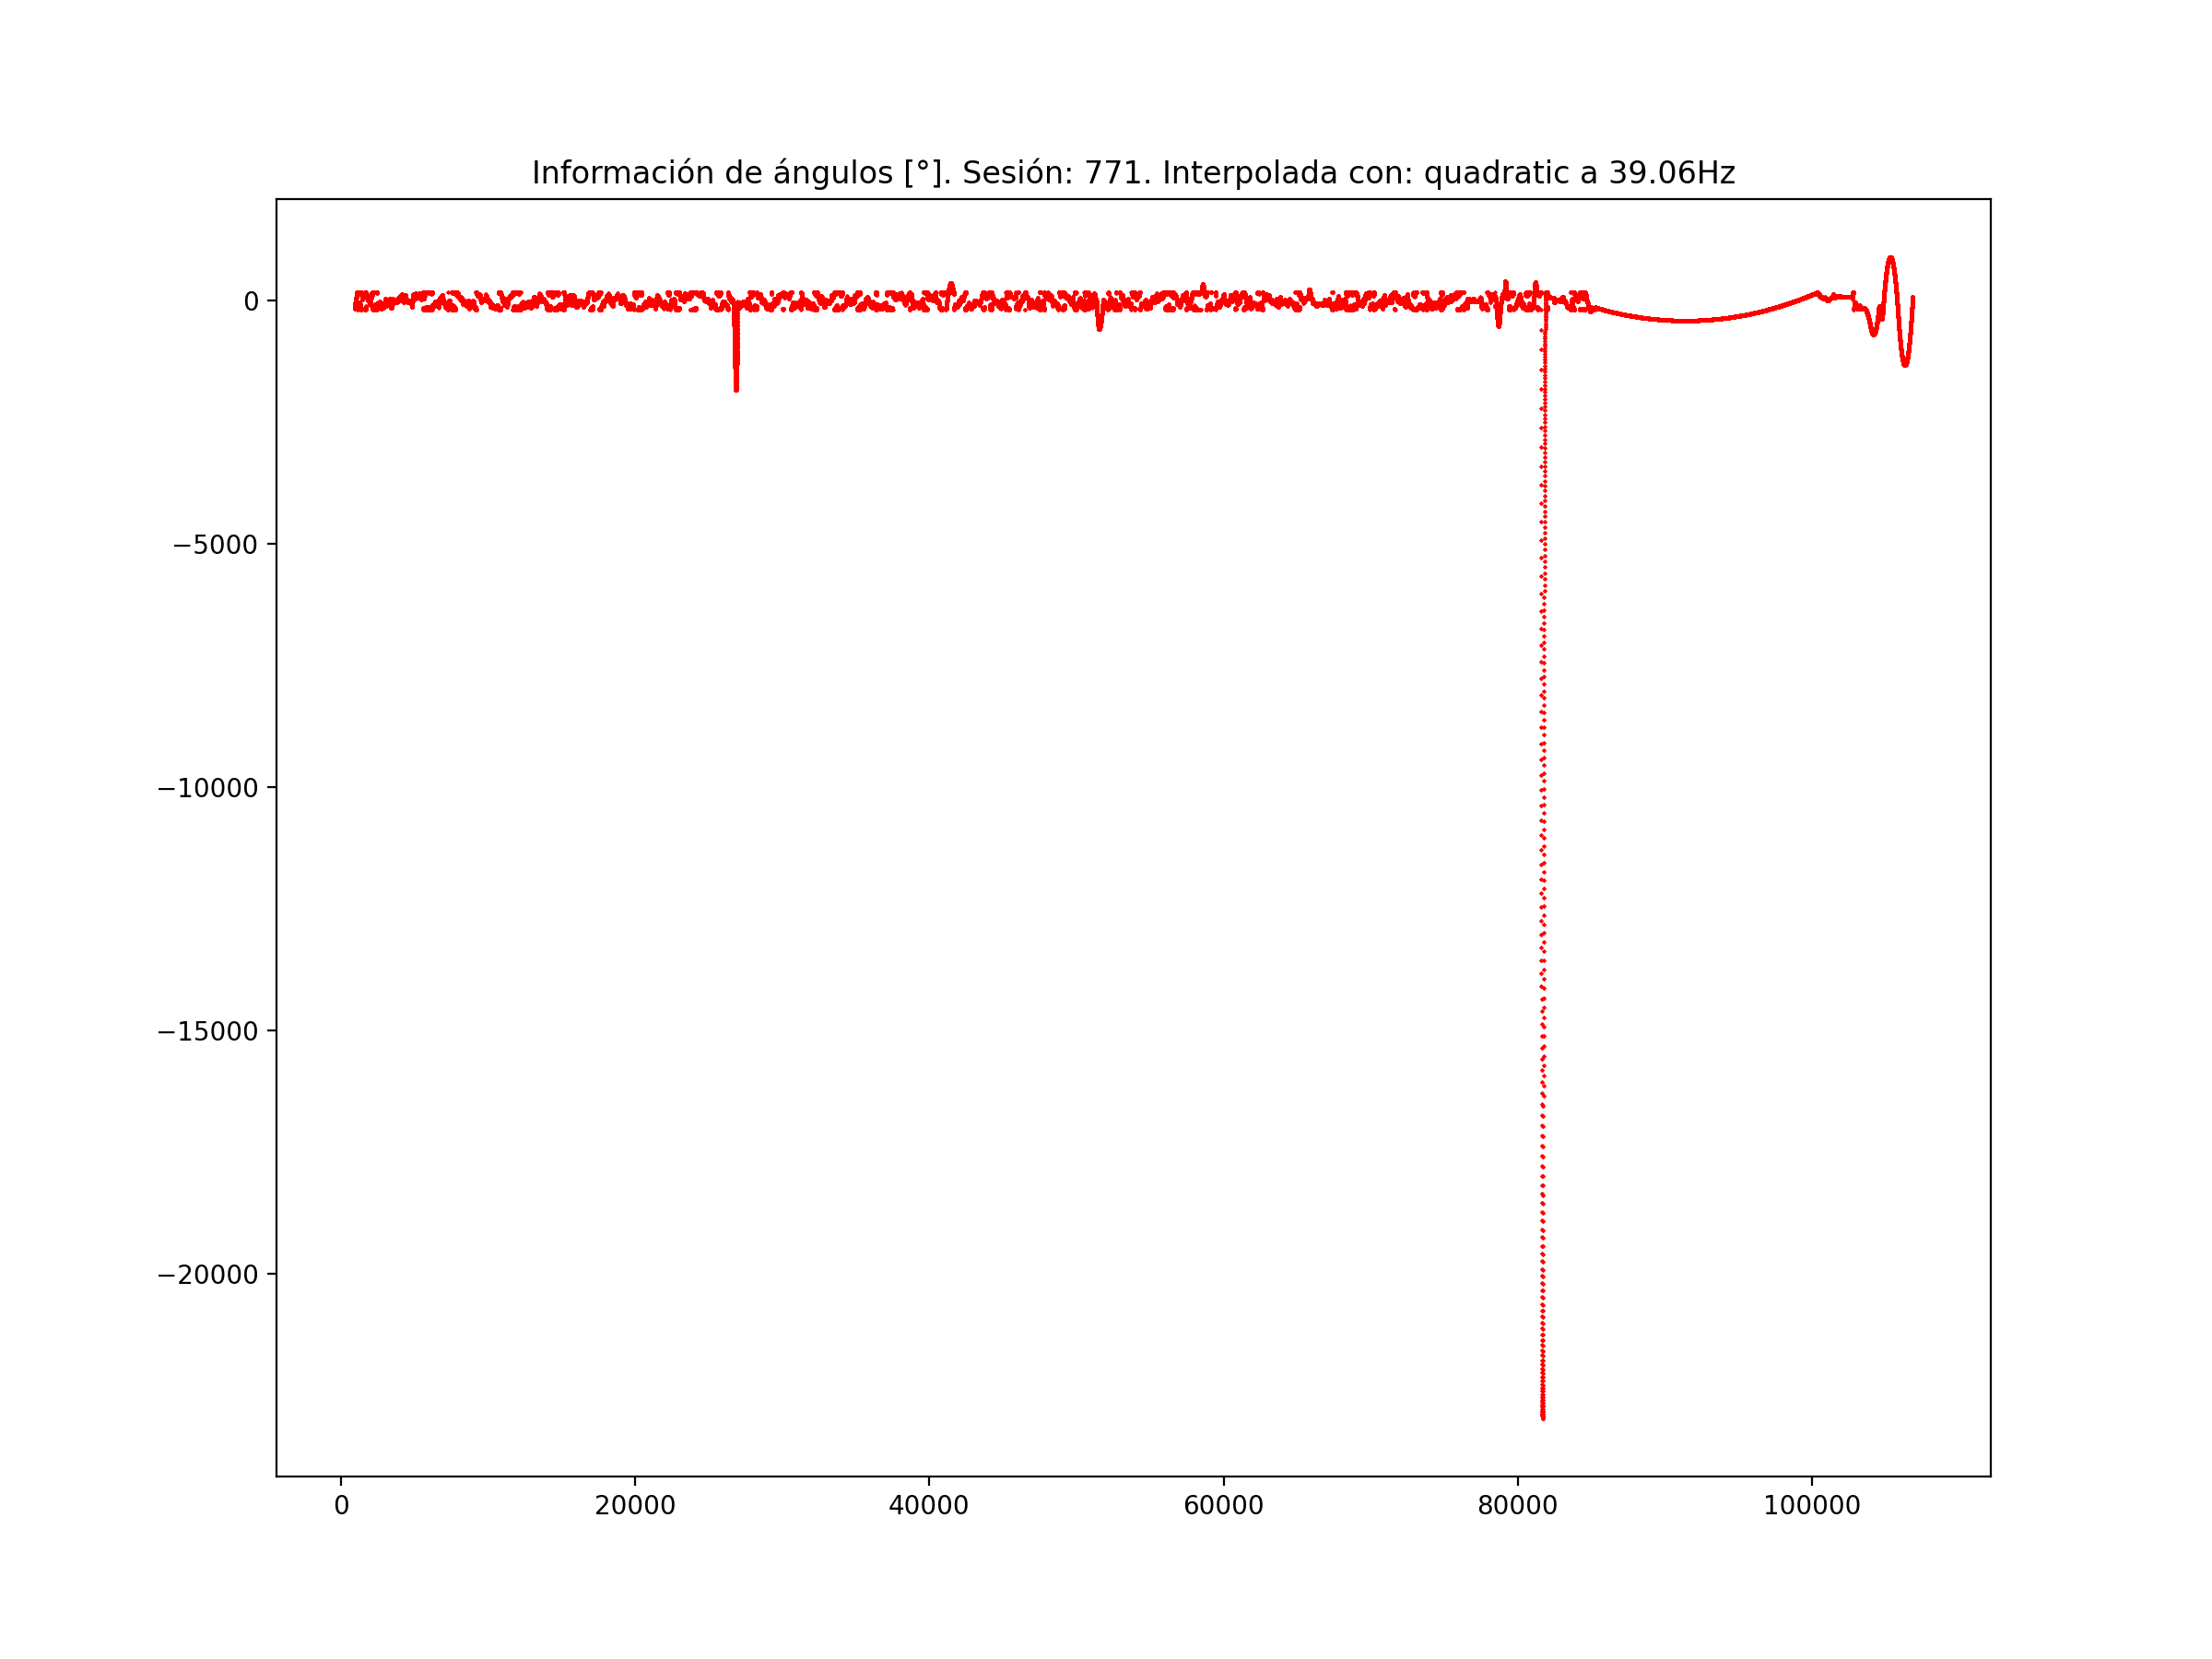 Información de ángulos [°]. Sesión: 771. Interpolada con: quadratic a 39.06Hz
0
−5000
−10000
−15000
−20000
0 20000 40000 60000 80000 100000